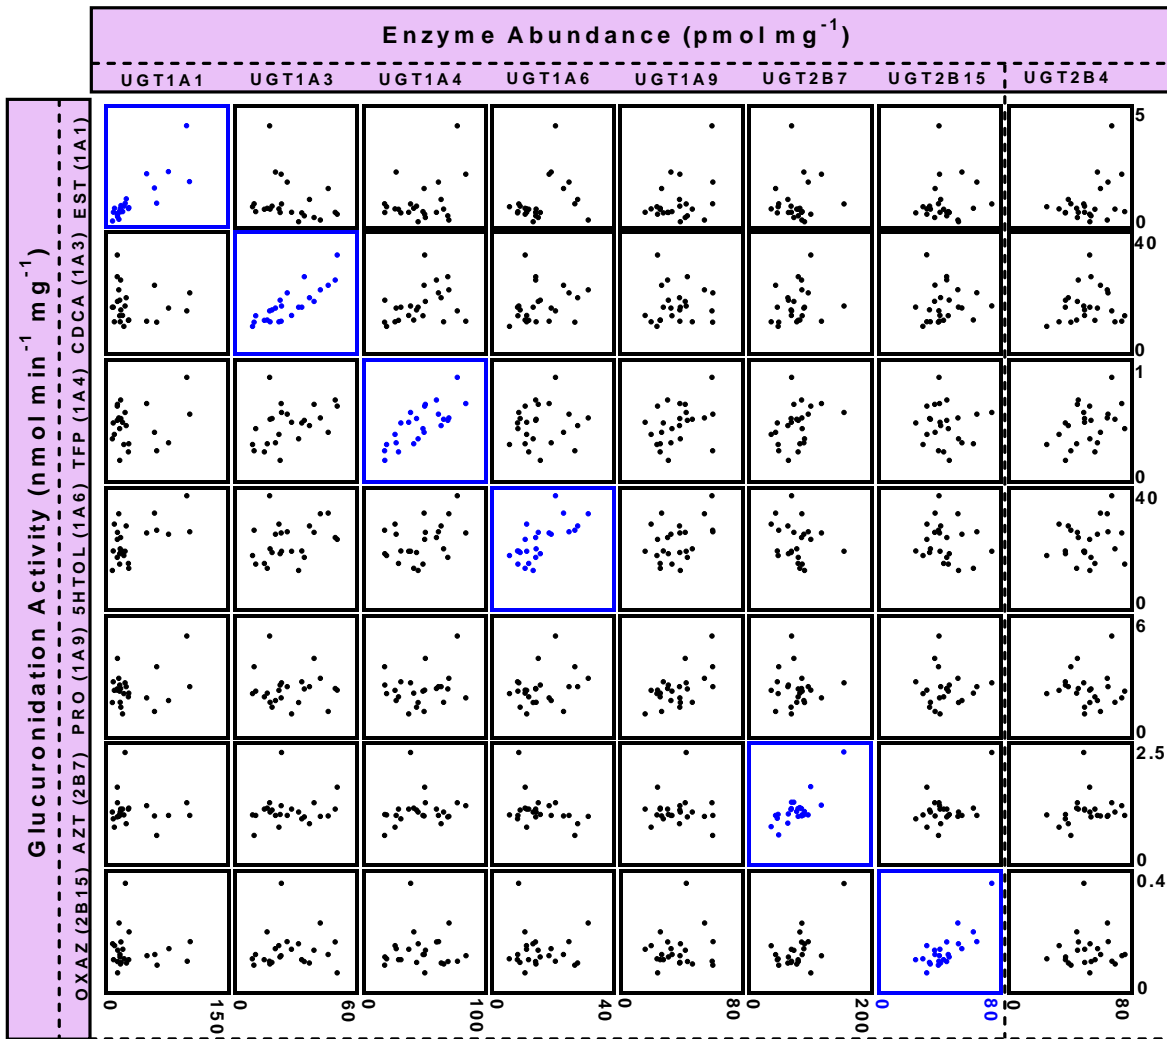 Enzyme Abundance (pmol mg⁻¹)
UGT1A1 UGT1A3 UGT1A4 UGT1A6 UGT1A9 UGT2B7 UGT2B15 UGT2B4
Glucuronidation Activity (nmol min⁻¹ mg⁻¹)
EST (1A1)
5
0
CDCA (1A3)
40
0
TFP (1A4)
1
0
5HTOL (1A6)
40
0
PRO (1A9)
6
0
AZT (2B7)
2.5
0
OXAZ (2B15)
0.4
0
0 150 0 60 0 100 0 40 0 80 0 200 0 80 0 80